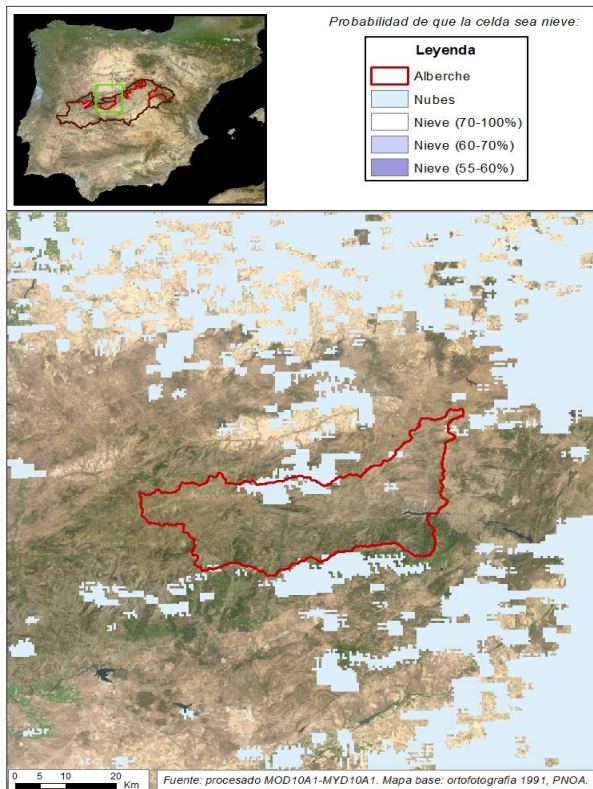 Probabilidad de que la celda sea nieve:
Leyenda
Alberche
Nubes
Nieve (70-100%)
Nieve (60-70%)
Nieve (55-60%)
0 5 10 20
Km
Fuente: procesado MOD10A1-MYD10A1. Mapa base: ortofotografia 1991, PNOA.